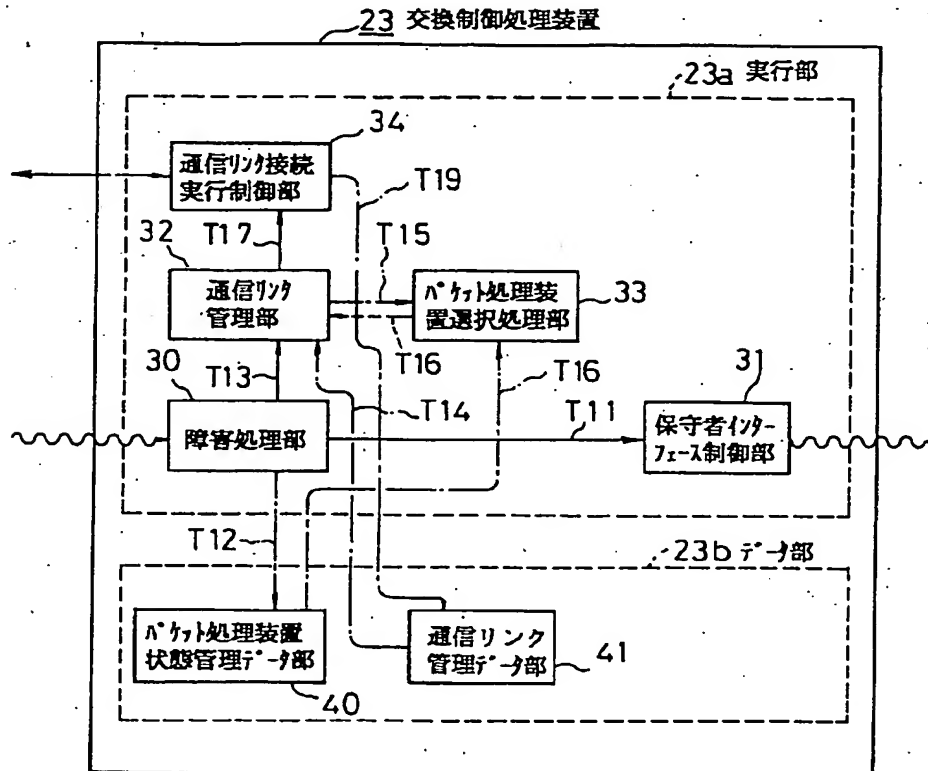 23 交換制御処理装置
23a 実行部
34
通信リンク接続
実行制御部
T19
32
T17
T15
通信リンタ
管理部
パケット処理装
置選択処理部
33
T16
30
T13
T16
31
T14
障害処理部
T11
保守者インター
フェース制御部
T12
23b データ部
パケット処理装置
状態管理データ部
通信リンク
管理データ部
41
40